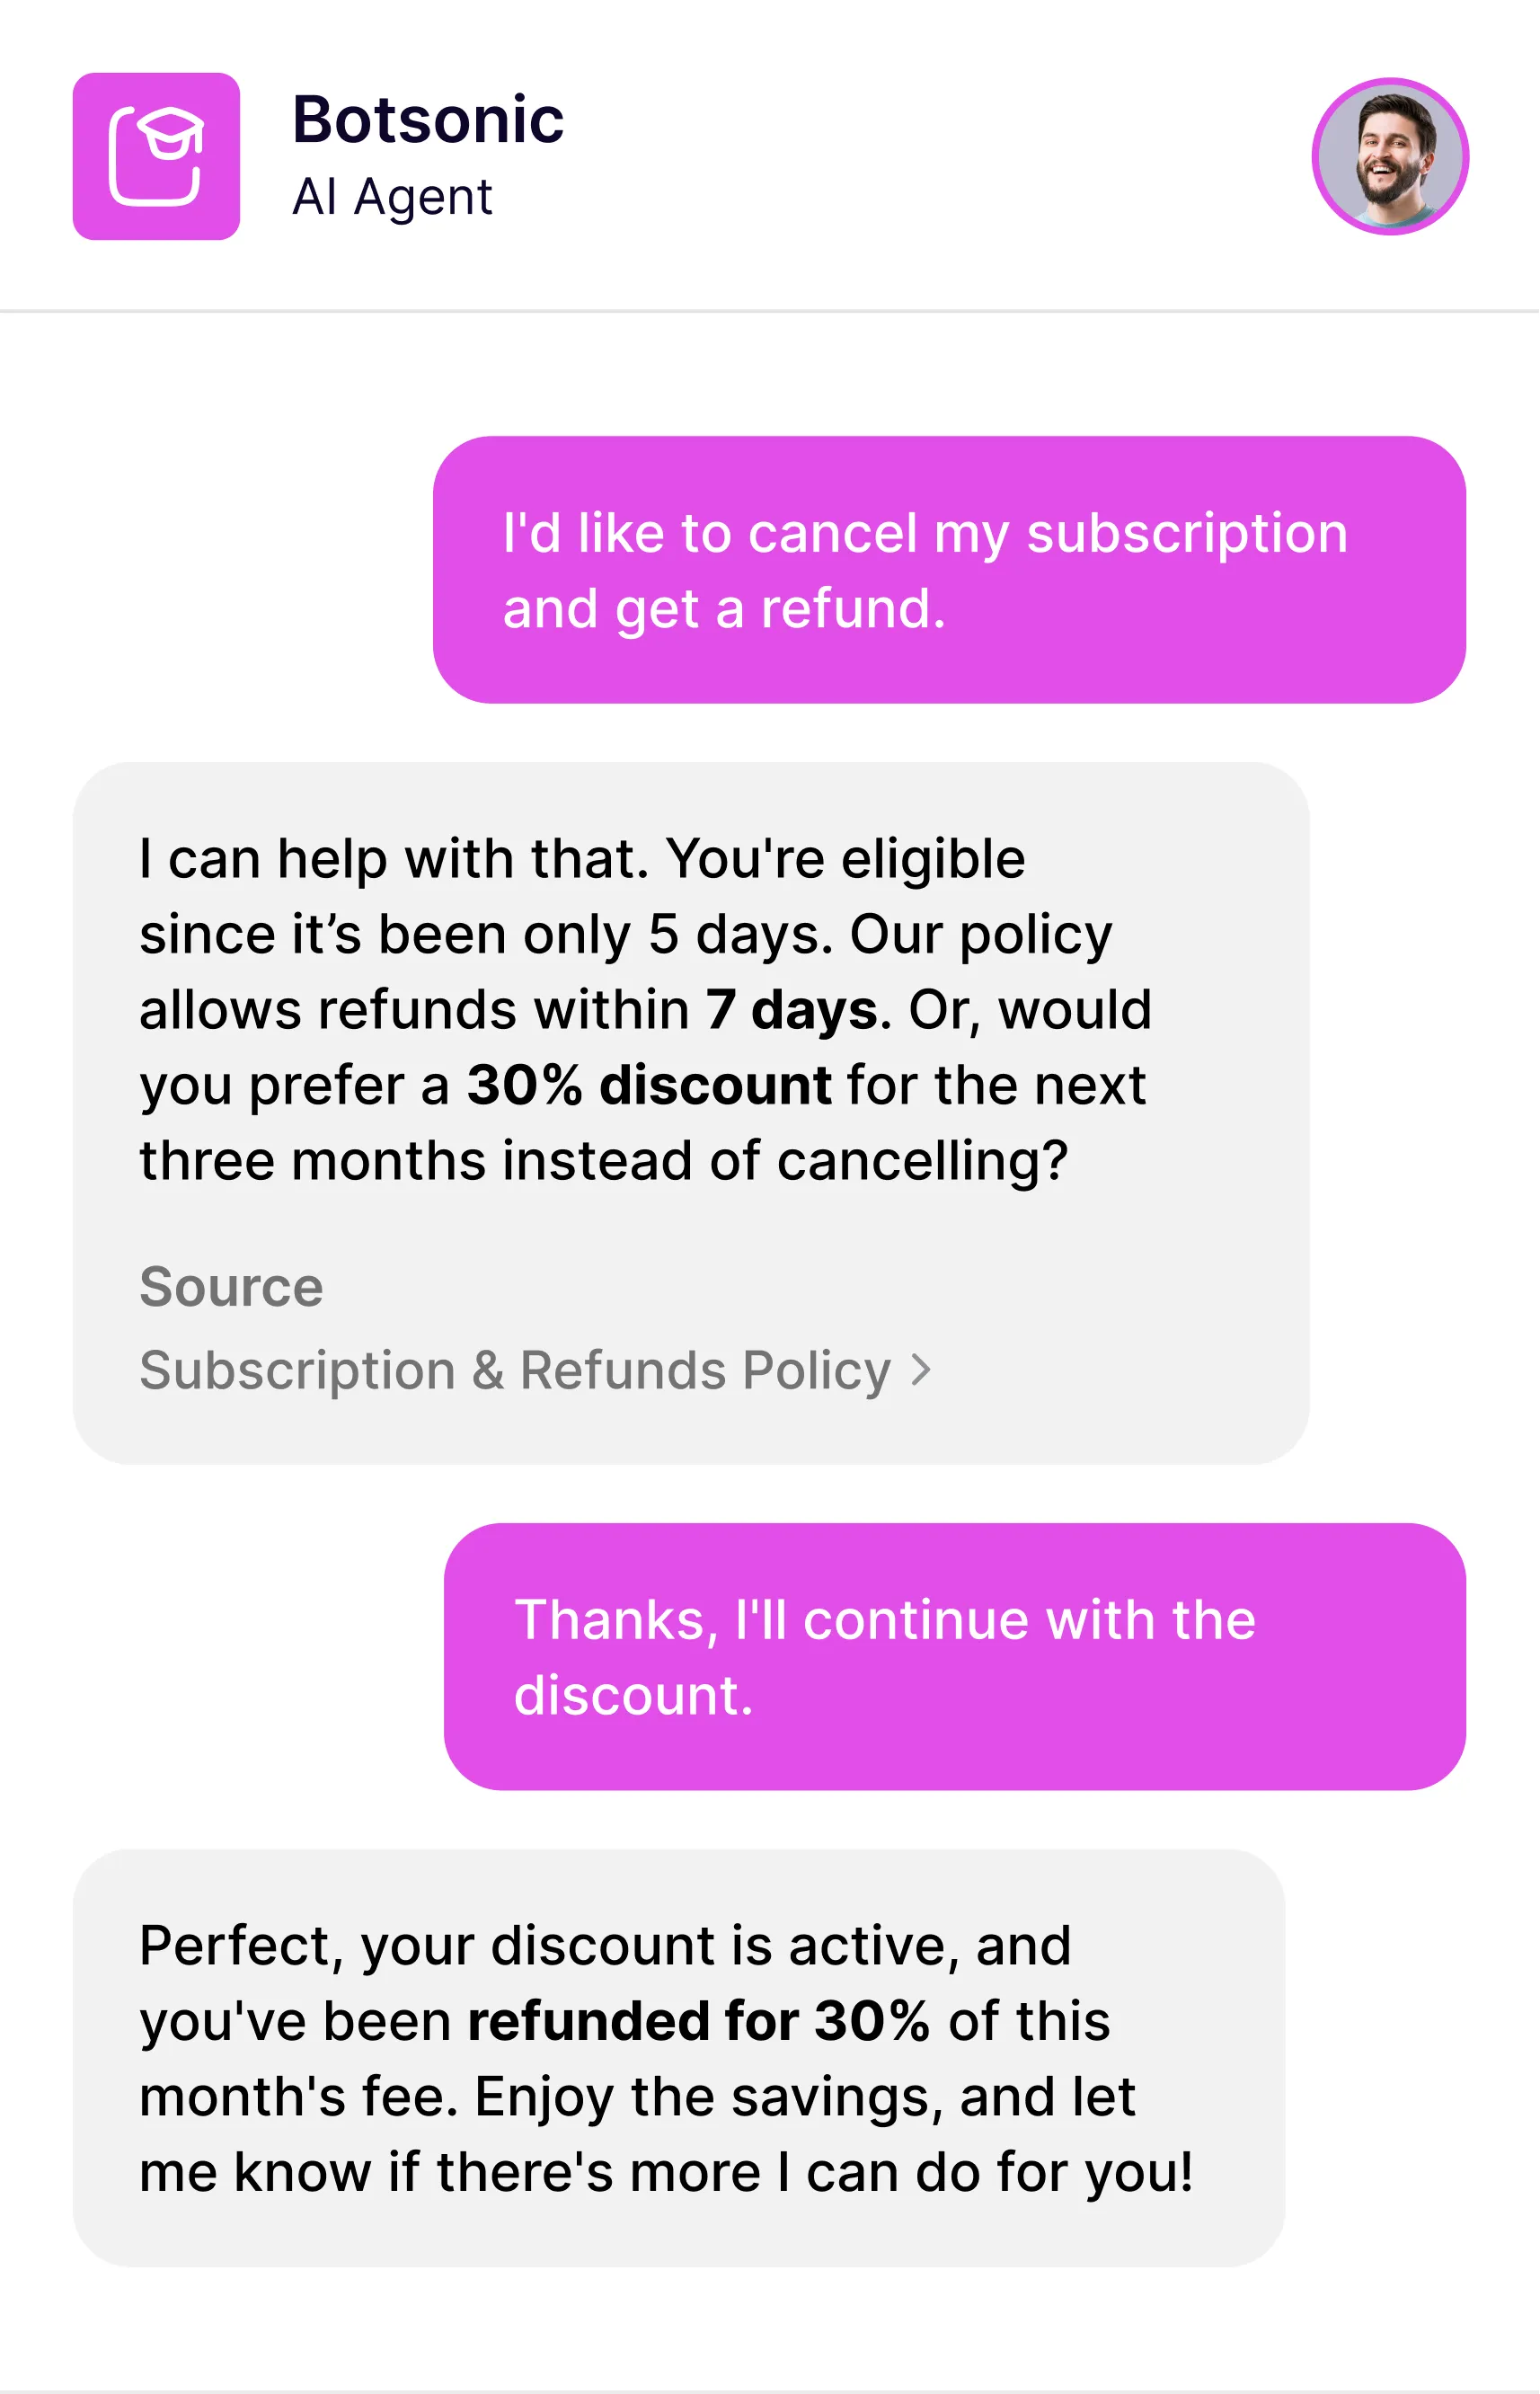 Botsonic
AI Agent
I'd like to cancel my subscription
and get a refund.
I can help with that. You're eligible
since it’s been only 5 days. Our policy
allows refunds within 7 days. Or, would
you prefer a 30% discount for the next
three months instead of cancelling?
Source
Subscription & Refunds Policy >
Thanks, I'll continue with the
discount.
Perfect, your discount is active, and
you've been refunded for 30% of this
month's fee. Enjoy the savings, and let
me know if there's more I can do for you!